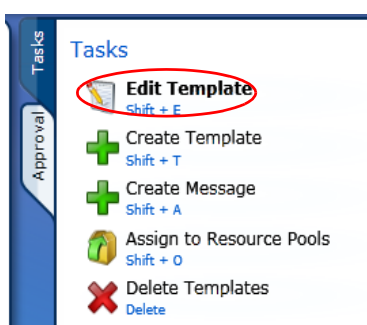 Tasks
Approval
Tasks
Edit Template
Shift + E
Create Template
Shift + T
Create Message
Shift + A
Assign to Resource Pools
Shift + O
Delete Templates
Delete